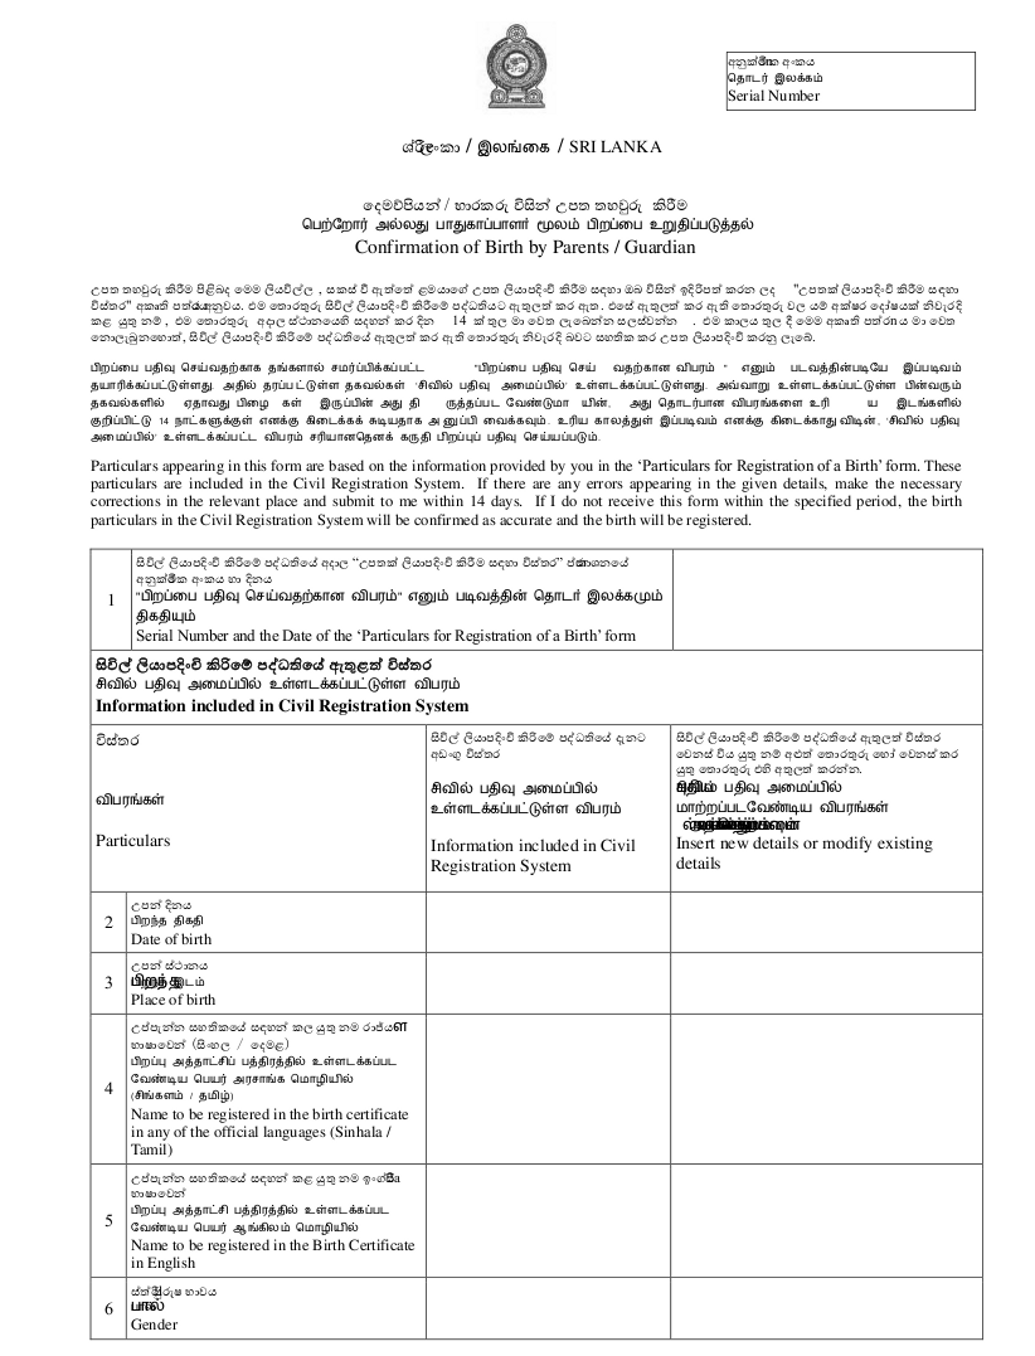 අනුක්‍රමික අංකය
தொடர் இலக்கம்
Serial Number
ශ්‍රී ලංකා / இலங்கை / SRI LANKA
දෙමව්පියන් / භාරකරු විසින් උපත තහවුරු කිරීම
பெற்றோர் அல்லது பாதுகாப்பாளர் மூலம் பிறப்பை உறுதிப்படுத்தல்
Confirmation of Birth by Parents / Guardian
උපත තහවුරු කිරීම පිළිබද මෙම ලියවිල්ල , සකස් වී ඇත්තේ ළමයාගේ උපත ලියාපදිංචි කිරීම සඳහා ඔබ විසින් ඉදිරිපත් කරන ලද "උපතක් ලියාපදිංචි කිරීම සඳහා
විස්තර" අකෘති පත්‍රය අනුවය. එම තොරතුරු සිවිල් ලියාපදිංචි කිරීමේ පද්ධතියට ඇතුලත් කර ඇත . එසේ ඇතුලත් කර ඇති තොරතුරු වල යම් අක්ෂර දෝෂයක් නිවැරදි
කළ යුතු නම් , එම තොරතුරු අදාල ස්ථානයෙහි සඳහන් කර දින 14 ක් තුල මා වෙත ලැබෙන්න සලස්වන්න . එම කාලය තුල දී මෙම අකෘති පත්‍රය මා වෙත
නොලැබුනහොත්, සිවිල් ලියාපදිංචි කිරීමේ පද්ධතියේ ඇතුලත් කර ඇති තොරතුරු නිවැරදි බවට සහතික කර උපත ලියාපදිංචි කරනු ලැබේ.
பிறப்பை பதிவு செய்வதற்காக தங்களால் சமர்ப்பிக்கப்பட்ட "பிறப்பை பதிவு செய் வதற்கான விபரம் " எனும் படவத்தின்படியே இப்படிவம்
தயாரிக்கப்பட்டுள்ளது. அதில் தரப்பட்டுள்ள தகவல்கள் 'சிவில் பதிவு அமைப்பில்' உள்ளடக்கப்பட்டுள்ளது. அவ்வாறு உள்ளடக்கப்பட்டுள்ள பின்வரும்
தகவல்களில் ஏதாவது பிழை கள் இருப்பின் அது தி ருத்தப்பட வேண்டுமா யின், அது தொடர்பான விபரங்களை உரி ய இடங்களில்
குறிப்பிட்டு 14 நாட்களுக்குள் எனக்கு கிடைக்கக் கூடியதாக அனுப்பி வைக்கவும். உரிய காலத்துள் இப்படிவம் எனக்கு கிடைக்காதுவிடின், 'சிவில் பதிவு
அமைப்பில்' உள்ளடக்கப்பட்ட விபரம் சரியானதெனக் கருதி பிறப்புப் பதிவு செய்யப்படும்.
Particulars appearing in this form are based on the information provided by you in the ‘Particulars for Registration of a Birth’ form. These
particulars are included in the Civil Registration System. If there are any errors appearing in the given details, make the necessary
corrections in the relevant place and submit to me within 14 days. If I do not receive this form within the specified period, the birth
particulars in the Civil Registration System will be confirmed as accurate and the birth will be registered.
1
සිවිල් ලියාපදිංචි කිරීමේ පද්ධතියේ අදාල “උපතක් ලියාපදිංචි කිරීම සඳහා විස්තර” ප්‍රකාශනයේ
අනුක්‍රමික අංකය හා දිනය
"பிறப்பை பதிவு செய்வதற்கான விபரம்" எனும் படிவத்தின் தொடர் இலக்கமும்
திகதியும்
Serial Number and the Date of the ‘Particulars for Registration of a Birth’ form
සිවිල් ලියාපදිංචි කිරීමේ පද්ධතියේ ඇතුළත් විස්තර
சிவில் பதிவு அமைப்பில் உள்ளடக்கப்பட்டுள்ள விபரம்
Information included in Civil Registration System
විස්තර
விபரங்கள்
Particulars
සිවිල් ලියාපදිංචි කිරීමේ පද්ධතියේ දැනට
අඩංගු විස්තර
சிவில் பதிவு அமைப்பில்
உள்ளடக்கப்பட்டுள்ள விபரம்
Information included in Civil
Registration System
සිවිල් ලියාපදිංචි කිරීමේ පද්ධතියේ ඇතුලත් විස්තර
වෙනස් විය යුතු නම් අළුත් තොරතුරු හෝ වෙනස් කර
යුතු තොරතුරු එහි අතුලත් කරන්න.
பதிவு அமைப்பில்
மாற்றப்படவேண்டிய விபரங்கள்
Insert new details or modify existing
details
2
උපන් දිනය
பிறந்த திகதி
Date of birth
3
උපන් ස්ථානය
பிறந்த இடம்
Place of birth
4
උප්පැන්න සහතිකයේ සඳහන් කල යුතු නම රාජ්‍ය
භාෂාවෙන් (සිංහල / දෙමළ)
பிறப்பு அத்தாட்சிப் பத்திரத்தில் உள்ளடக்கப்பட
வேண்டிய பெயர் அரசாங்க மொழியில்
(சிங்களம் / தமிழ்)
Name to be registered in the birth certificate
in any of the official languages (Sinhala /
Tamil)
5
උප්පැන්න සහතිකයේ සඳහන් කළ යුතු නම ඉංග්‍රීසි
භාෂාවෙන්
பிறப்பு அத்தாட்சி பத்திரத்தில் உள்ளடக்கப்பட
வேண்டிய பெயர் ஆங்கிலம் மொழியில்
Name to be registered in the Birth Certificate
in English
6
ස්ත්‍රී පුරුෂ භාවය
பால்
Gender